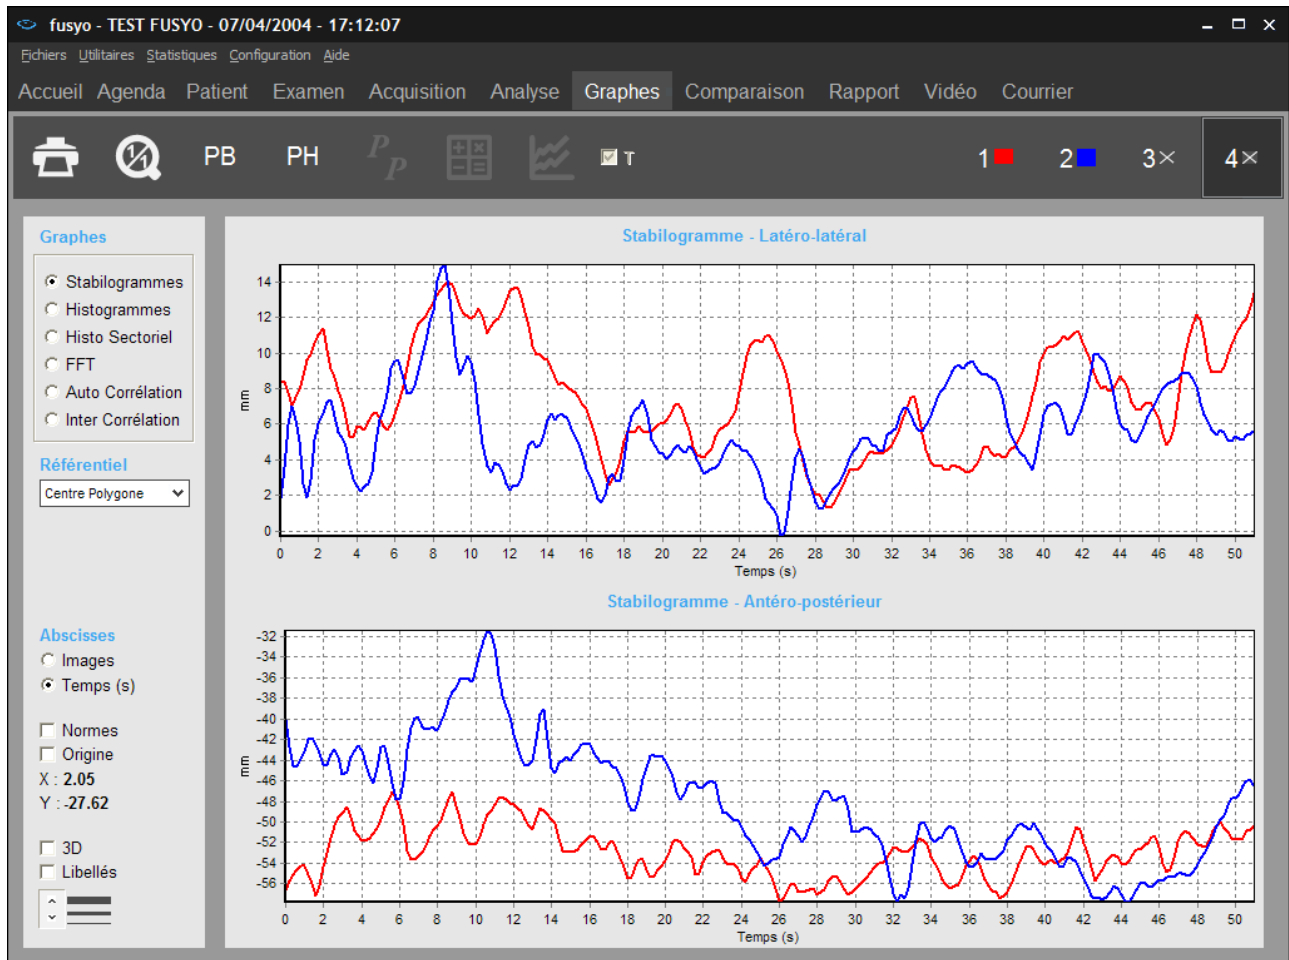 fusyo - TEST FUSYO - 07/04/2004 - 17:12:07
Fichiers Utilitaires Statistiques Configuration Aide
Accueil Agenda Patient Examen Acquisition Analyse Graphes Comparaison Rapport Vidéo Courrier
1/1 PB PH PP T 1 2 3 4
Graphes
Stabilogrammes
Histogrammes
Histo Sectoriel
FFT
Auto Corrélation
Inter Corrélation
Référentiel
Centre Polygone
Abscisses
Images
Temps (s)
Normes
Origine
X : 2.05
Y : -27.62
3D
Libellés
Stabilogramme - Latéro-latéral
14
12
10
8
6
4
2
0
mm
0 2 4 6 8 10 12 14 16 18 20 22 24 26 28 30 32 34 36 38 40 42 44 46 48 50
Temps (s)
Stabilogramme - Antéro-postérieur
-32
-34
-36
-38
-40
-42
-44
-46
-48
-50
-52
-54
-56
mm
0 2 4 6 8 10 12 14 16 18 20 22 24 26 28 30 32 34 36 38 40 42 44 46 48 50
Temps (s)